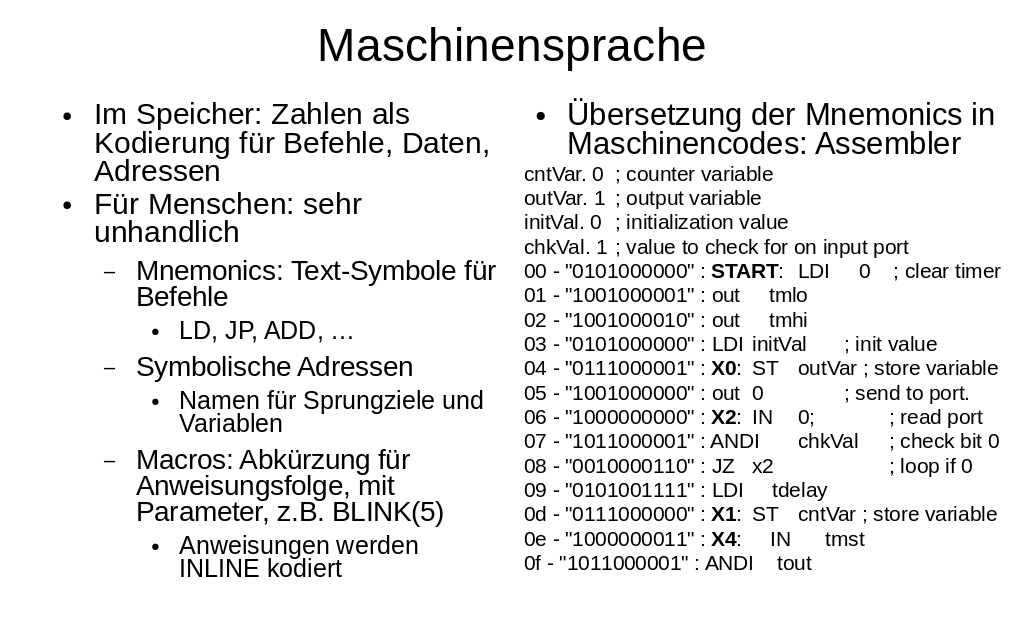 Maschinensprache
• Im Speicher: Zahlen als
Kodierung für Befehle, Daten,
Adressen
• Für Menschen: sehr
unhandlich
– Mnemonics: Text-Symbole für
Befehle
• LD, JP, ADD, …
– Symbolische Adressen
• Namen für Sprungziele und
Variablen
– Macros: Abkürzung für
Anweisungsfolge, mit
Parameter, z.B. BLINK(5)
• Anweisungen werden
INLINE kodiert
• Übersetzung der Mnemonics in
Maschinencodes: Assembler
cntVar. 0 ; counter variable
outVar. 1 ; output variable
initVal. 0 ; initialization value
chkVal. 1 ; value to check for on input port
00 - "0101000000" : START: LDI 0 ; clear timer
01 - "1001000001" : out tmlo
02 - "1001000010" : out tmhi
03 - "0101000000" : LDI initVal ; init value
04 - "0111000001" : X0: ST outVar ; store variable
05 - "1001000000" : out 0 ; send to port.
06 - "1000000000" : X2: IN 0; ; read port
07 - "1011000001" : ANDI chkVal ; check bit 0
08 - "0010000110" : JZ x2 ; loop if 0
09 - "0101001111" : LDI tdelay
0d - "0111000000" : X1: ST cntVar ; store variable
0e - "1000000011" : X4: IN tmst
0f - "1011000001" : ANDI tout